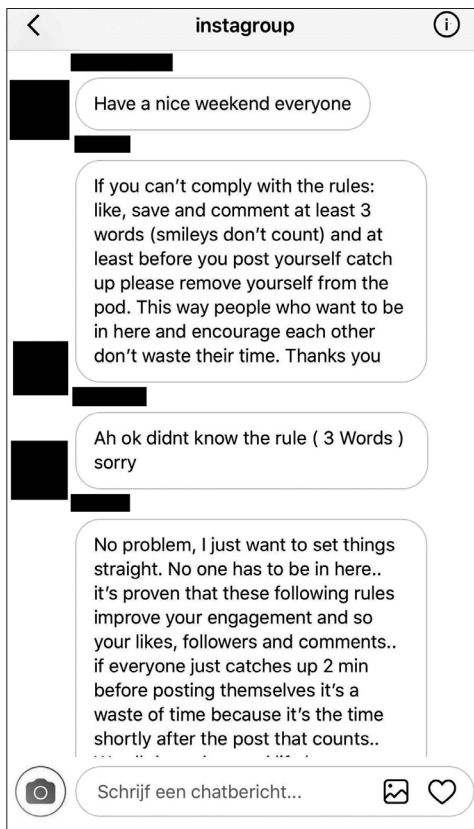 instagroup
Have a nice weekend everyone
If you can’t comply with the rules:
like, save and comment at least 3
words (smileys don’t count) and at
least before you post yourself catch
up please remove yourself from the
pod. This way people who want to be
in here and encourage each other
don’t waste their time. Thanks you
Ah ok didnt know the rule ( 3 Words )
sorry
No problem, I just want to set things
straight. No one has to be in here..
it’s proven that these following rules
improve your engagement and so
your likes, followers and comments..
if everyone just catches up 2 min
before posting themselves it’s a
waste of time because it’s the time
shortly after the post that counts..
Schrijf een chatbericht...